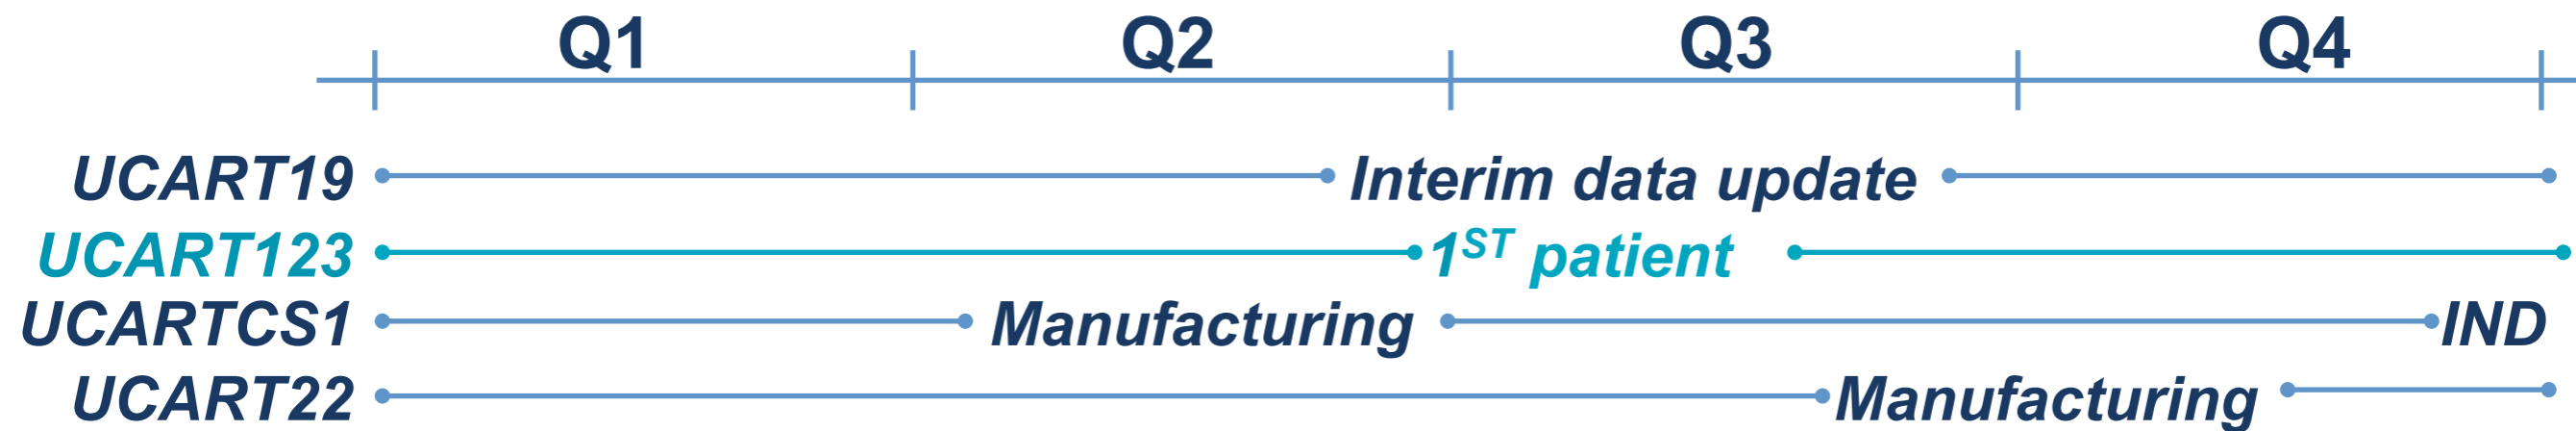 Q1 Q2 Q3 Q4
UCART19 Interim data update
UCART123 1ST patient
UCARTCS1 Manufacturing IND
UCART22 Manufacturing